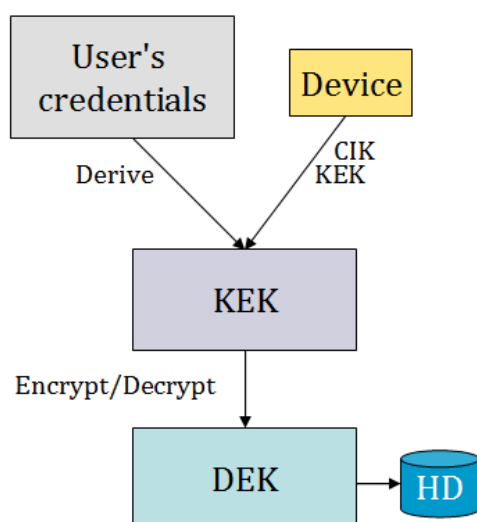 User's
credentials
Device
Derive
CIK
KEK
KEK
Encrypt/Decrypt
DEK
HD